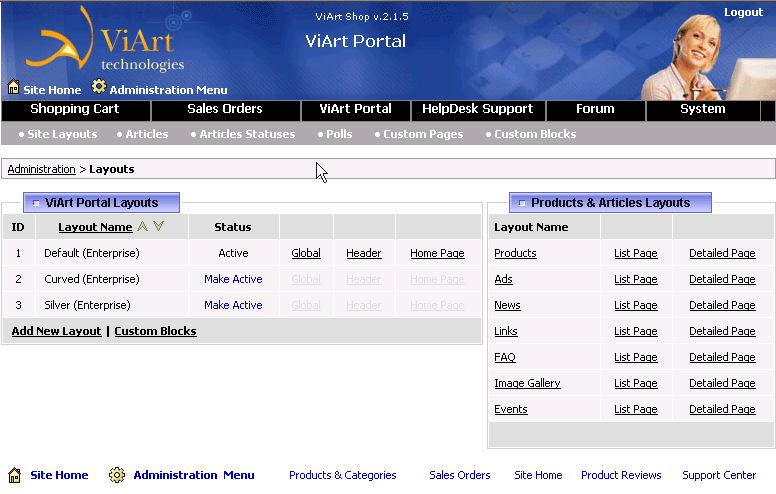 ViArt Shop v.2.1.5
Logout
ViArt
technologies
ViArt Portal
Site Home Administration Menu
Shopping Cart Sales Orders ViArt Portal HelpDesk Support Forum System
Site Layouts Articles Articles Statuses Polls Custom Pages Custom Blocks
Administration > Layouts
ViArt Portal Layouts
ID Layout Name Status
1 Default (Enterprise) Active Global Header Home Page
2 Curved (Enterprise) Make Active Global Header Home Page
3 Silver (Enterprise) Make Active Global Header Home Page
Add New Layout | Custom Blocks
Products & Articles Layouts
Layout Name
Products List Page Detailed Page
Ads List Page Detailed Page
News List Page Detailed Page
Links List Page Detailed Page
FAQ List Page Detailed Page
Image Gallery List Page Detailed Page
Events List Page Detailed Page
Site Home Administration Menu Products & Categories Sales Orders Site Home Product Reviews Support Center